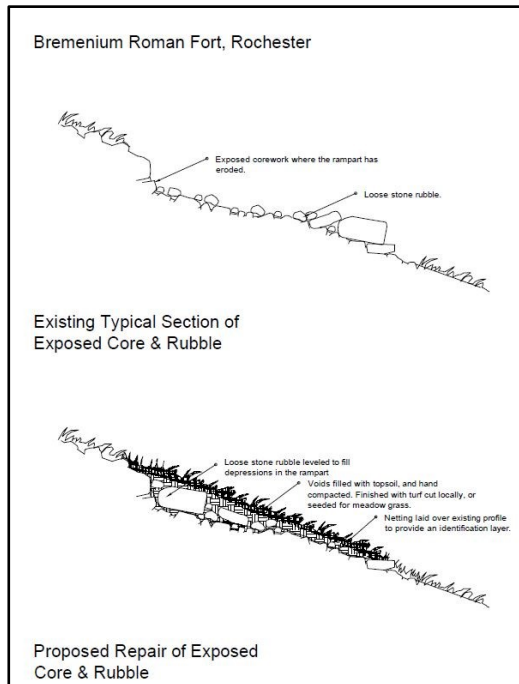 Bremenium Roman Fort, Rochester
Exposed corework where the rampart has
eroded.
Loose stone rubble.
Existing Typical Section of
Exposed Core & Rubble
Loose stone rubble leveled to fill
depressions in the rampart
Voids filled with topsoil, and hand
compacted. Finished with turf cut locally, or
seeded for meadow grass.
Netting laid over existing profile
to provide an identification layer.
Proposed Repair of Exposed
Core & Rubble